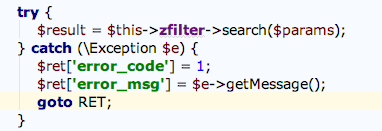 try {
$result = $this->zfilter->search($params);
} catch (\Exception $e) {
$ret['error_code'] = 1;
$ret['error_msg'] = $e->getMessage();
goto RET;
}